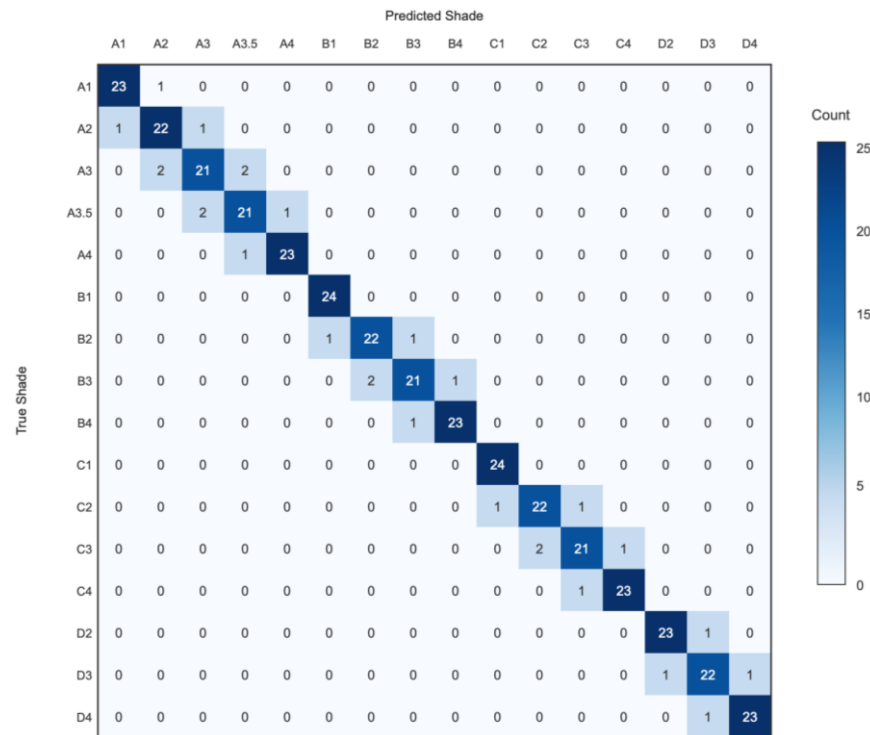 Predicted Shade
A1 A2 A3 A3.5 A4 B1 B2 B3 B4 C1 C2 C3 C4 D2 D3 D4
A1 23 1 0 0 0 0 0 0 0 0 0 0 0 0 0 0
A2 1 22 1 0 0 0 0 0 0 0 0 0 0 0 0 0
A3 0 2 21 2 0 0 0 0 0 0 0 0 0 0 0 0
A3.5 0 0 2 21 1 0 0 0 0 0 0 0 0 0 0 0
A4 0 0 0 1 23 0 0 0 0 0 0 0 0 0 0 0
B1 0 0 0 0 0 24 0 0 0 0 0 0 0 0 0 0
B2 0 0 0 0 0 1 22 1 0 0 0 0 0 0 0 0
B3 0 0 0 0 0 0 2 21 1 0 0 0 0 0 0 0
B4 0 0 0 0 0 0 0 1 23 0 0 0 0 0 0 0
C1 0 0 0 0 0 0 0 0 0 24 0 0 0 0 0 0
C2 0 0 0 0 0 0 0 0 0 1 22 1 0 0 0 0
C3 0 0 0 0 0 0 0 0 0 0 2 21 1 0 0 0
C4 0 0 0 0 0 0 0 0 0 0 0 1 23 0 0 0
D2 0 0 0 0 0 0 0 0 0 0 0 0 0 23 1 0
D3 0 0 0 0 0 0 0 0 0 0 0 0 0 1 22 1
D4 0 0 0 0 0 0 0 0 0 0 0 0 0 0 1 23
True Shade
Count
25
20
15
10
5
0